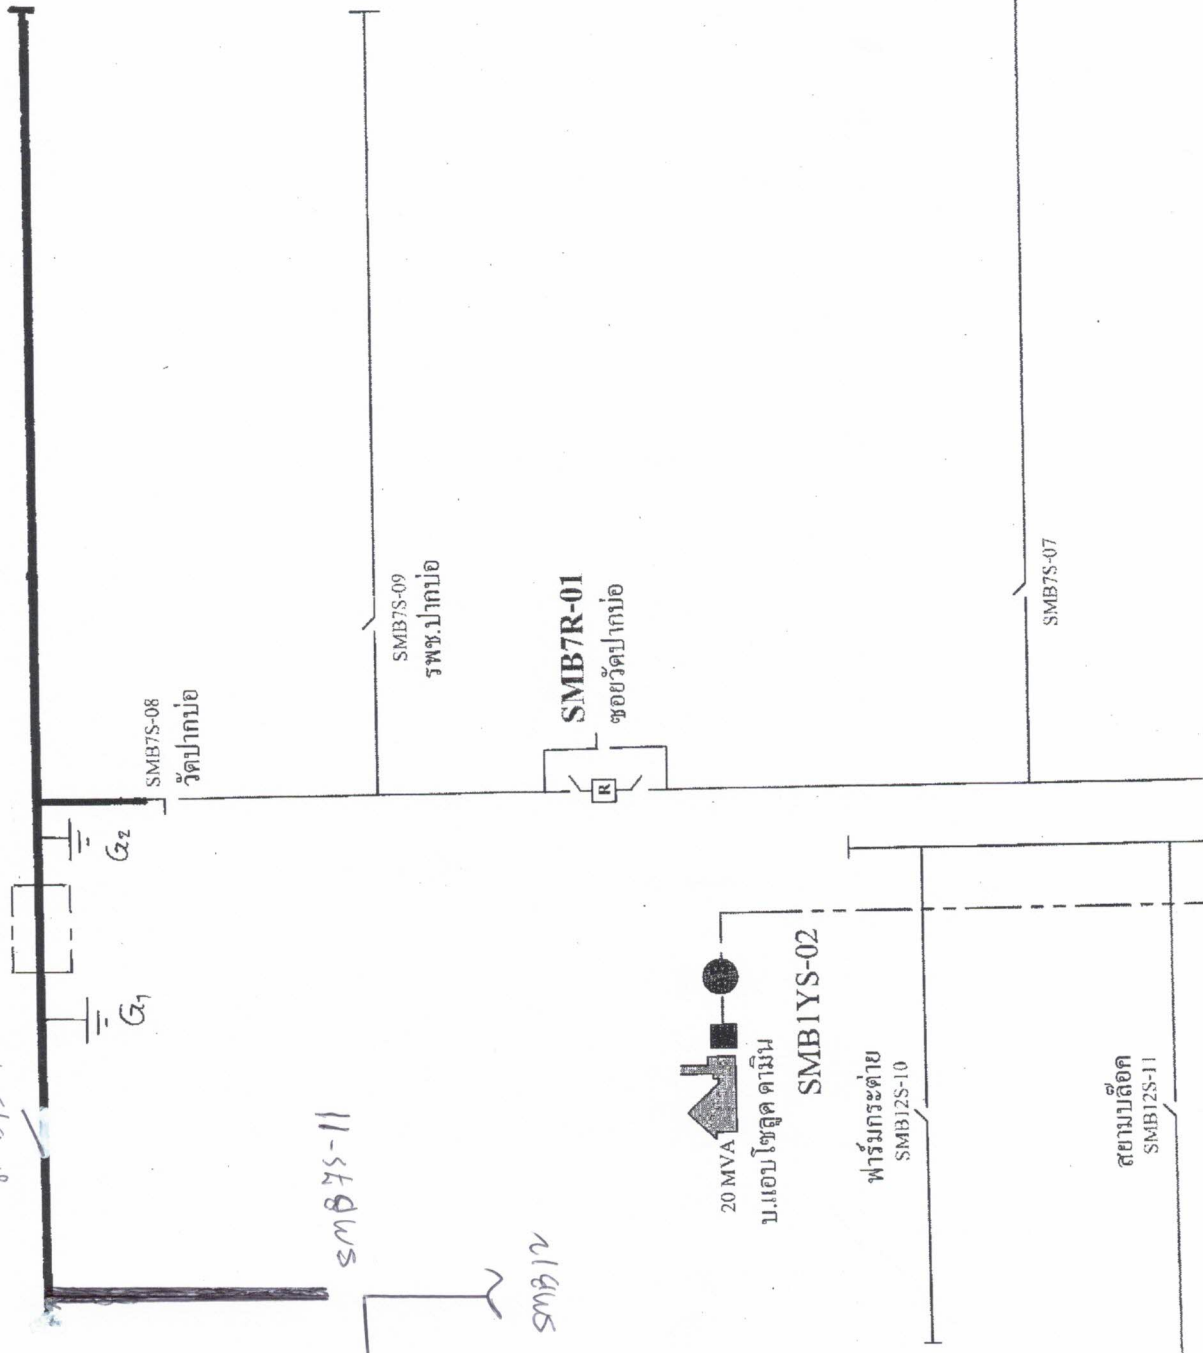 SMB7S-08
วัดปากบ่อ
G2
G1
SMB7S-09
รพช.ปากบ่อ
SMB7R-01
ซอยวัดปากบ่อ
R
SMB7S-07
SMB7S-11
SMB12
20 MVA
บ.แอบโซลูค คามิน
SMB1YS-02
ฟาร์มกระต่าย
SMB12S-10
สยามบล๊อค
SMB12S-11